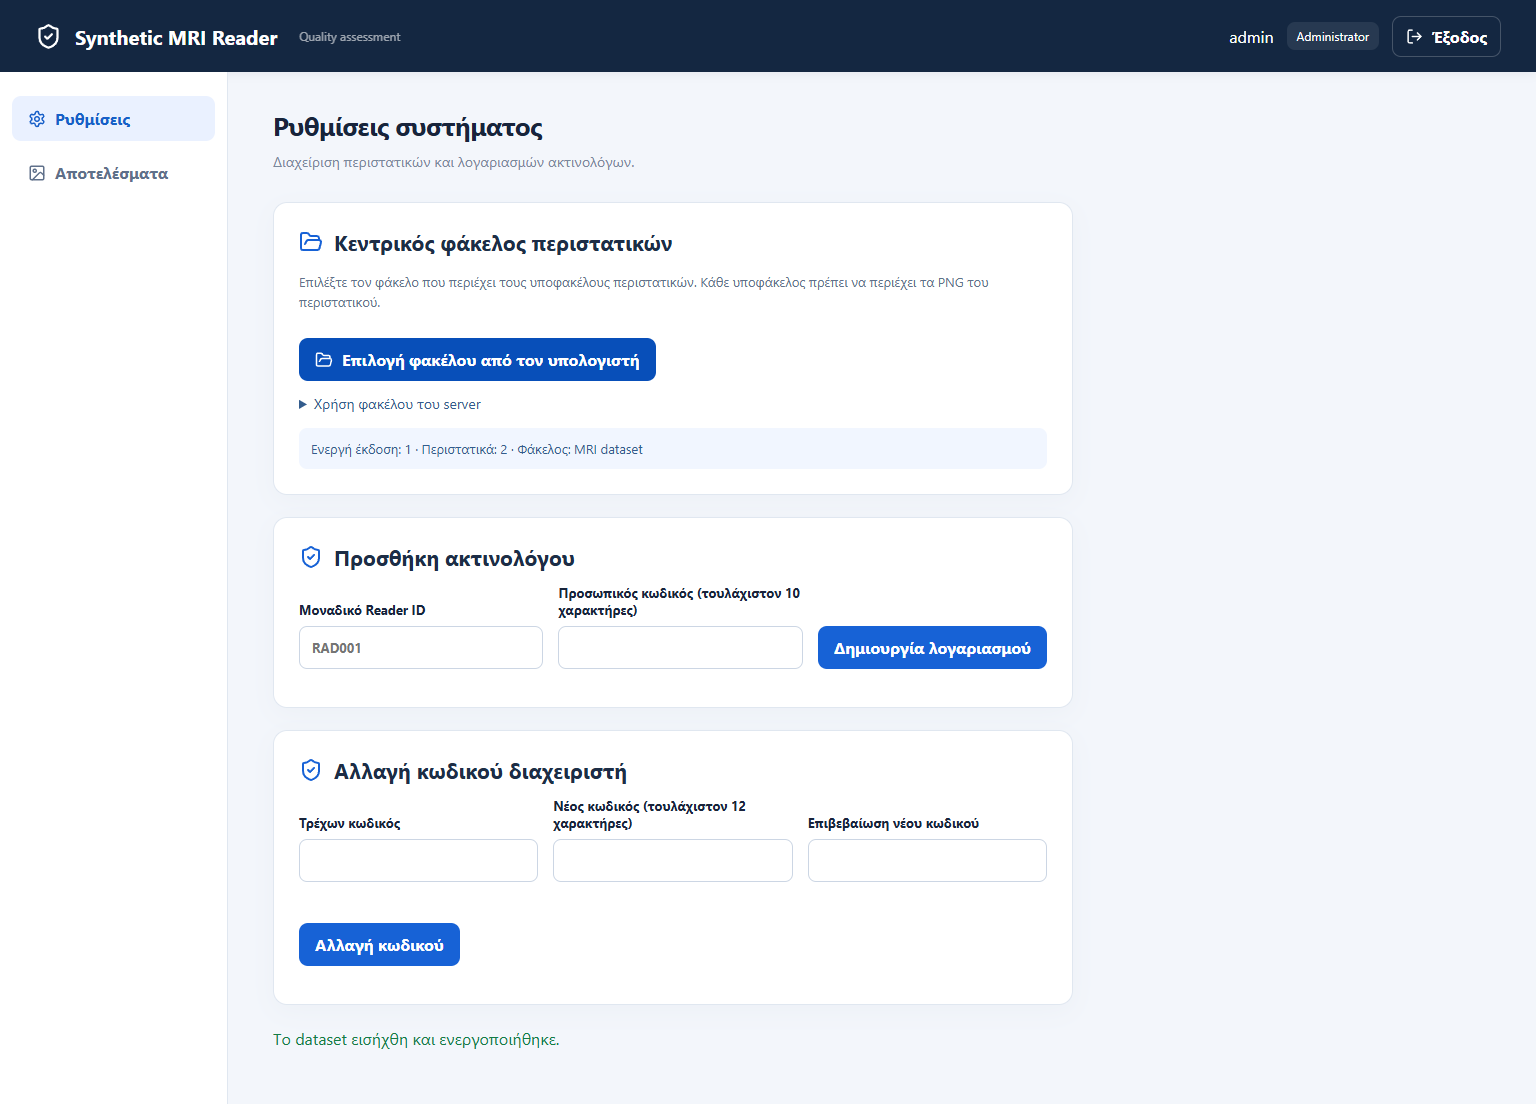 Synthetic MRI Reader
Quality assessment
admin
Administrator
Έξοδος
Ρυθμίσεις
Αποτελέσματα
Ρυθμίσεις συστήματος
Διαχείριση περιστατικών και λογαριασμών ακτινολόγων.
Κεντρικός φάκελος περιστατικών
Επιλέξτε τον φάκελο που περιέχει τους υποφακέλους περιστατικών. Κάθε υποφάκελος πρέπει να περιέχει τα PNG του
περιστατικού.
Επιλογή φακέλου από τον υπολογιστή
Χρήση φακέλου του server
Ενεργή έκδοση: 1 · Περιστατικά: 2 · Φάκελος: MRI dataset
Προσθήκη ακτινολόγου
Μοναδικό Reader ID
RAD001
Προσωπικός κωδικός (τουλάχιστον 10
χαρακτήρες)
Δημιουργία λογαριασμού
Αλλαγή κωδικού διαχειριστή
Τρέχων κωδικός
Νέος κωδικός (τουλάχιστον 12
χαρακτήρες)
Επιβεβαίωση νέου κωδικού
Αλλαγή κωδικού
Το dataset εισήχθη και ενεργοποιήθηκε.